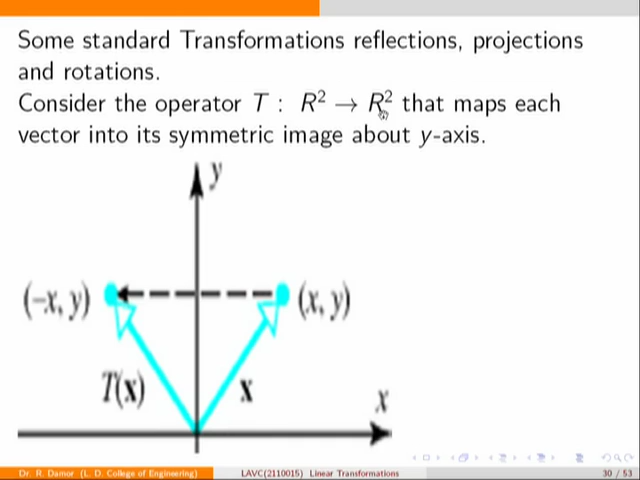 Some standard Transformations reflections, projections
and rotations.
Consider the operator T : R² → R² that maps each
vector into its symmetric image about y-axis.
y
(−x, y)
(x, y)
T(x)
x
x
Dr. R. Damor (L. D. College of Engineering)
LAVC(2110015) Linear Transformations
30 / 53